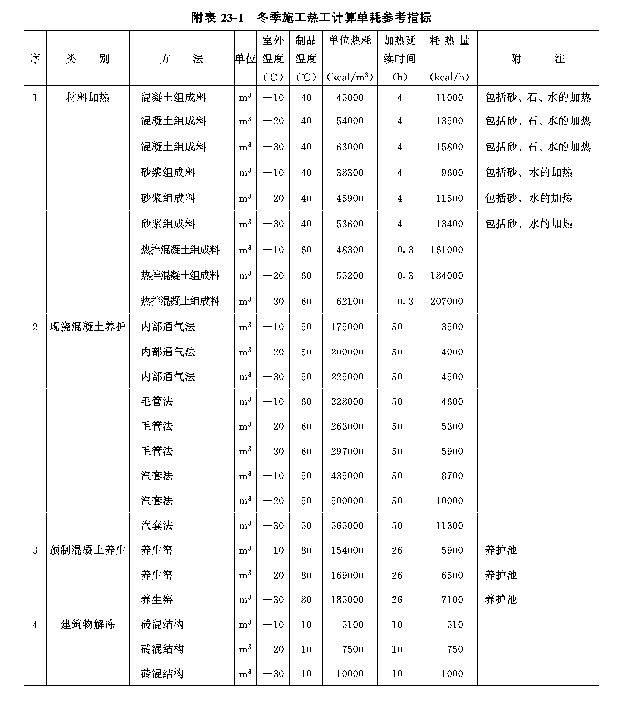 附表 23-1 冬季施工热工计算单耗参考指标
序 类 别 方 法 单位 室外温度(℃) 制品温度(℃) 单位热耗(kcal/m³) 加热延续时间(h) 耗热量(kcal/h) 附 注
1 材料加热 混凝土组成料 m³ —10 40 45000 4 11000 包括砂、石、水的加热
混凝土组成料 m³ —20 40 54000 4 13500 包括砂、石、水的加热
混凝土组成料 m³ —30 40 63000 4 15800 包括砂、石、水的加热
砂浆组成料 m³ —10 40 38300 4 9600 包括砂、水的加热
砂浆组成料 m³ 20 40 45900 4 11500 包括砂、水的加热
砂浆组成料 m³ —30 40 53600 4 13400 包括砂、水的加热
热拌混凝土组成料 m³ —10 60 48300 0.3 161000
热拌混凝土组成料 m³ —20 60 55200 0.3 184000
热拌混凝土组成料 m³ 30 60 62100 0.3 207000
2 现浇混凝土养护 内部通气法 m³ —10 50 175000 50 3500
内部通气法 m³ 20 50 200000 50 4000
内部通气法 m³ —30 50 225000 50 4500
毛管法 m³ —10 60 228000 50 4600
毛管法 m³ 20 60 263000 50 5300
毛管法 m³ 30 60 297000 50 5900
汽套法 m³ —10 50 435000 50 8700
汽套法 m³ —20 50 500000 50 10000
汽套法 m³ —30 50 565000 50 11300
3 预制混凝土养生 养生窑 m³ 10 80 154000 26 5900 养护池
养生窑 m³ 20 80 169000 26 6500 养护池
养生窑 m³ —30 80 185000 26 7100 养护池
4 建筑物解冻 砖混结构 m³ —10 10 5100 10 510
砖混结构 m³ 20 10 7500 10 750
砖混结构 m³ —30 10 10000 10 1000